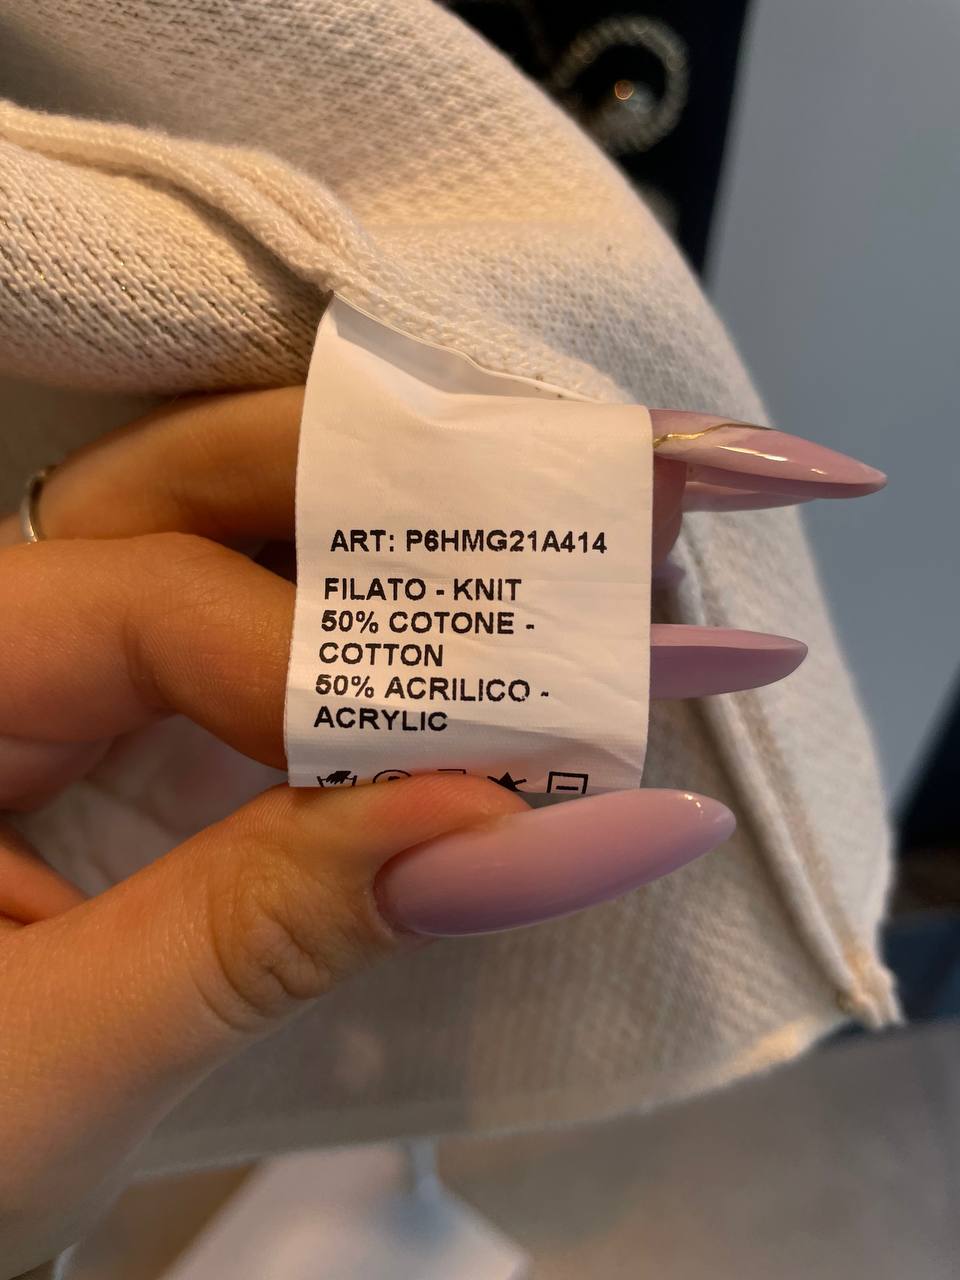 ART: P6HMG21A414
FILATO - KNIT
50% COTONE -
COTTON
50% ACRILICO -
ACRYLIC